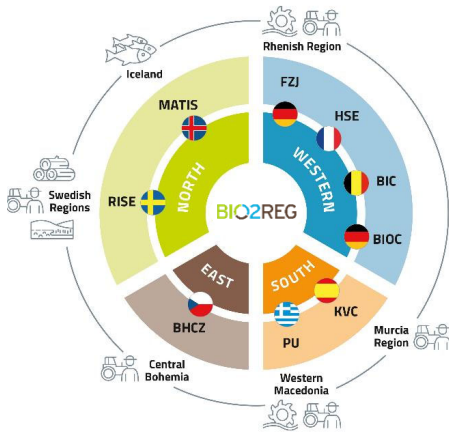 Rhenish Region
Iceland
FZJ
MATIS
HSE
NORTH
WESTERN
BIC
Swedish
Regions
RISE
BIO2REG
BIOC
EAST
SOUTH
BHCZ
KVC
PU
Murcia
Region
Central
Bohemia
Western
Macedonia